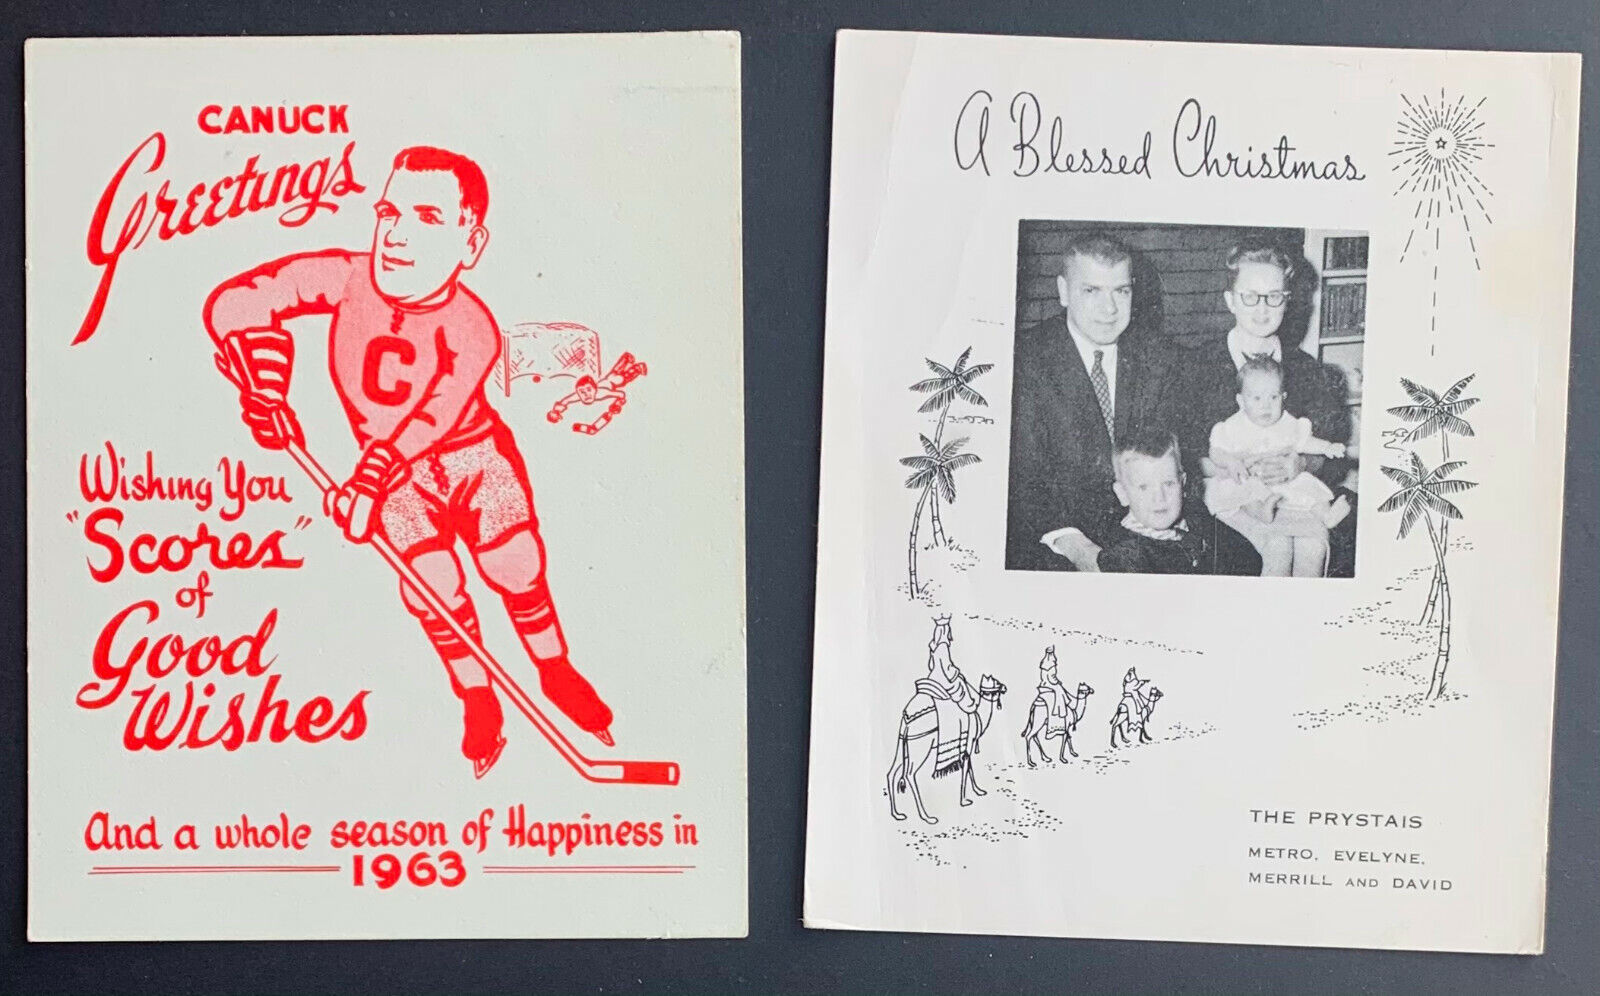 CANUCK
Greetings
C
Wishing You
"Scores"
of
Good
Wishes
And a whole season of Happiness in
1963
A Blessed Christmas
THE PRYSTAIS
METRO, EVELYNE,
MERRILL AND DAVID